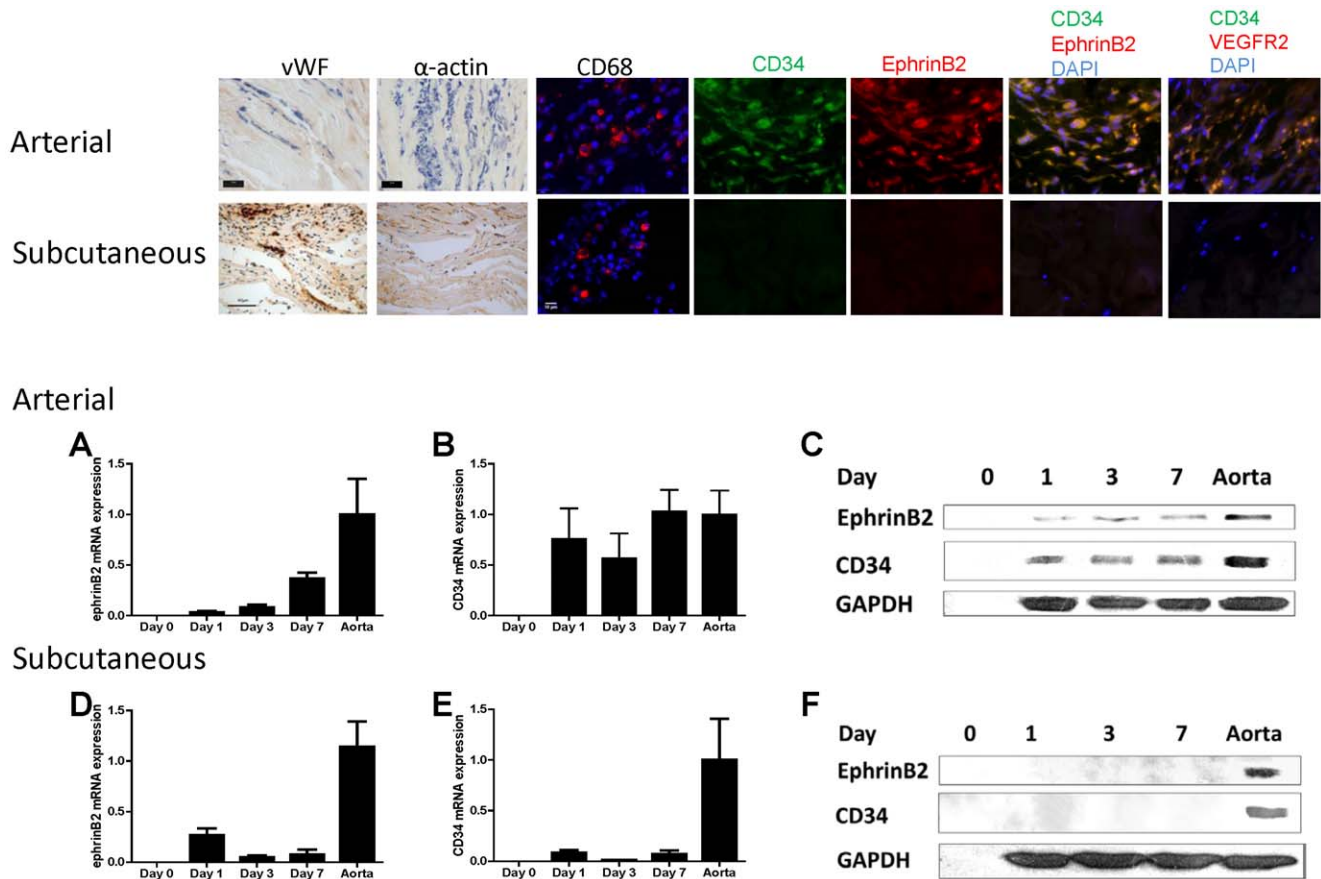 CD34 CD34
EphrinB2 VEGFR2
vWF α-actin CD68 CD34 EphrinB2 DAPI DAPI
Arterial
Subcutaneous
Arterial
A
ephrinB2 mRNA expression
1.5
1.0
0.5
0.0
Day 0 Day 1 Day 3 Day 7 Aorta
B
CD34 mRNA expression
1.5
1.0
0.5
0.0
Day 0 Day 1 Day 3 Day 7 Aorta
C
Day 0 1 3 7 Aorta
EphrinB2
CD34
GAPDH
Subcutaneous
D
ephrinB2 mRNA expression
1.5
1.0
0.5
0.0
Day 0 Day 1 Day 3 Day 7 Aorta
E
CD34 mRNA expression
1.5
1.0
0.5
0.0
Day 0 Day 1 Day 3 Day 7 Aorta
F
Day 0 1 3 7 Aorta
EphrinB2
CD34
GAPDH